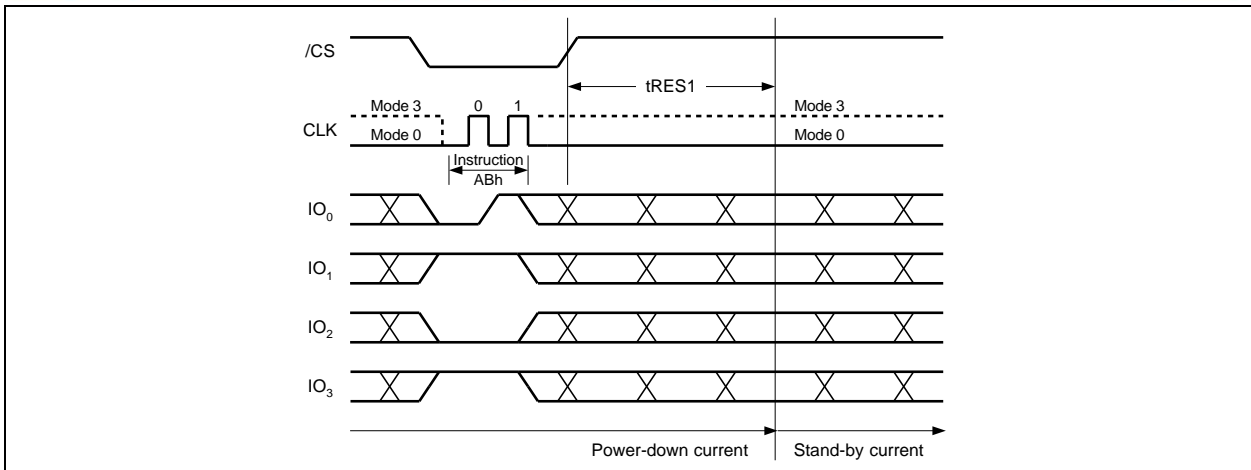 /CS
tRES1
Mode 3 0 1 Mode 3
CLK
Mode 0 Mode 0
Instruction
ABh
IO0
IO1
IO2
IO3
Power-down current Stand-by current